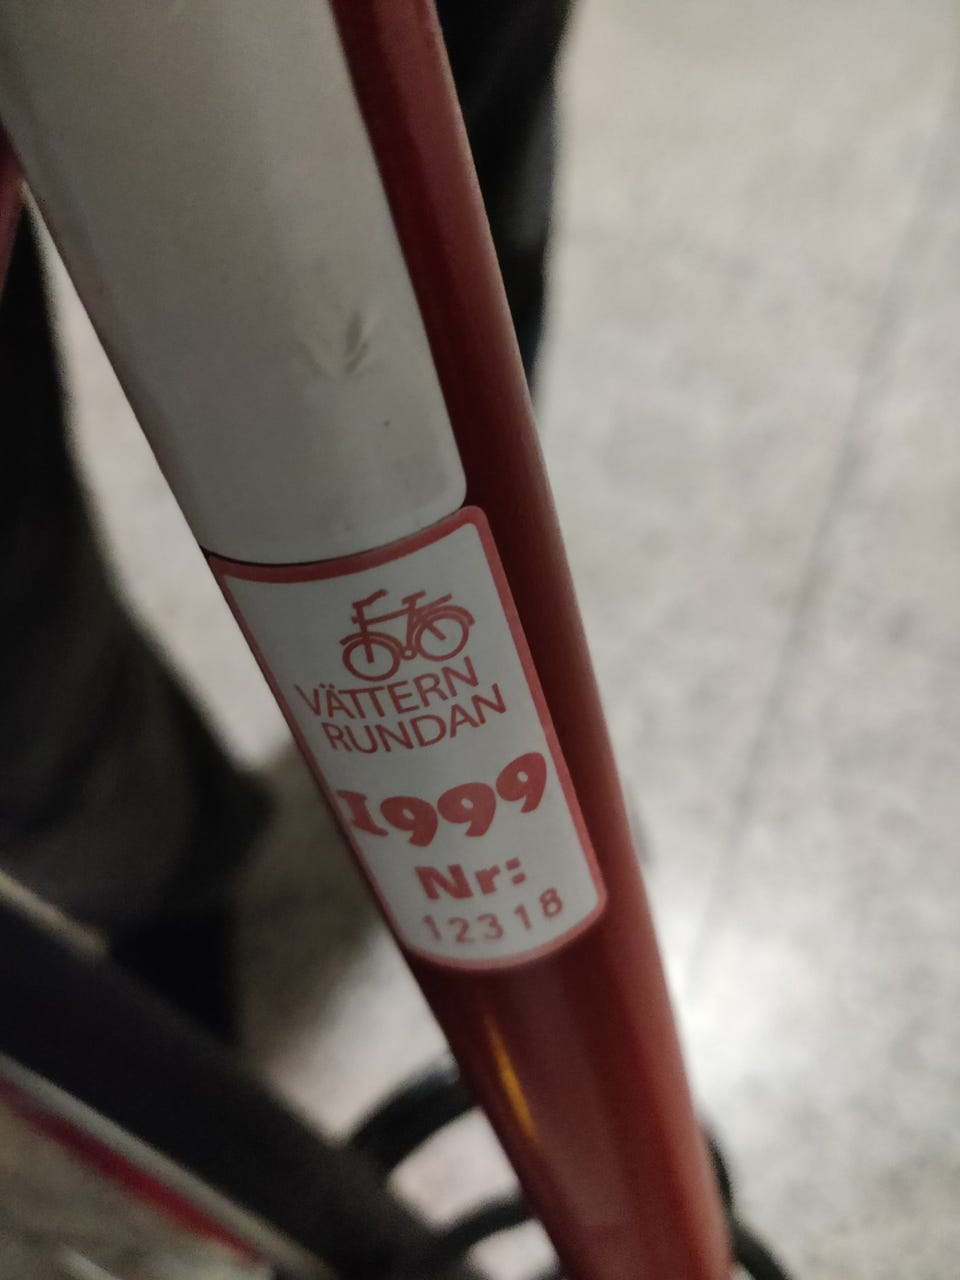 VÄTTERN
RUNDAN
1999
Nr:
12318